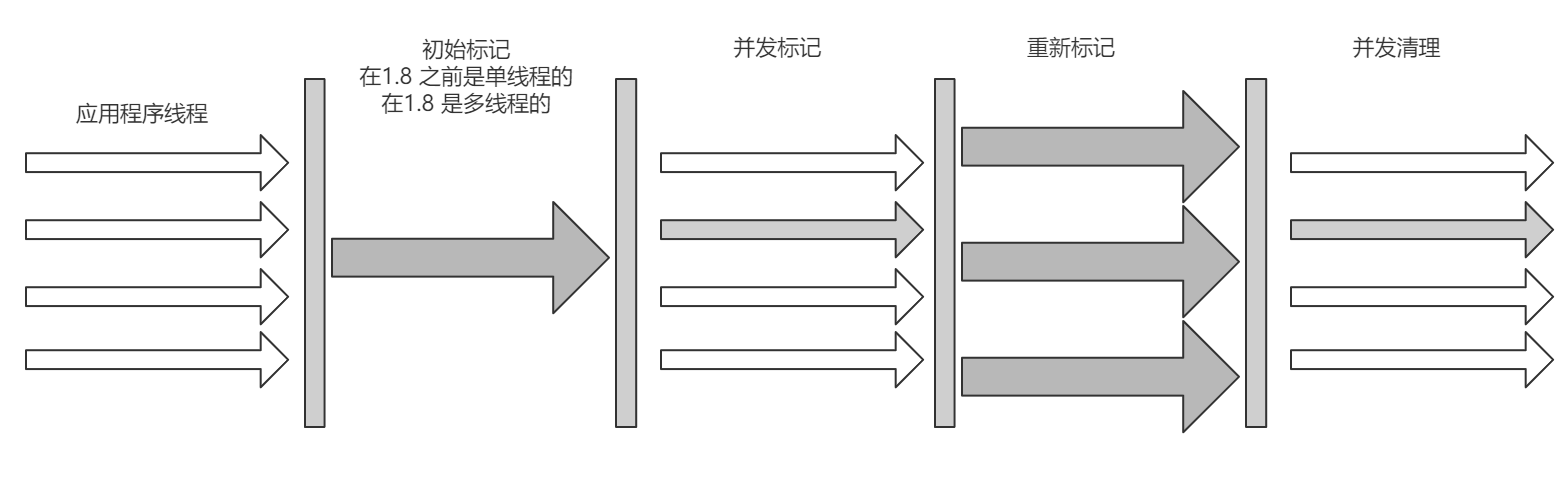 应用程序线程
初始标记
在1.8 之前是单线程的
在1.8 是多线程的
并发标记
重新标记
并发清理